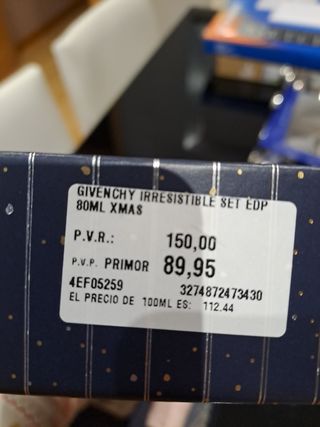 GIVENCHY IRRESISTIBLE SET EDP
80ML XMAS
P.V.R.: 150,00
P.V.P. PRIMOR 89,95
4EF05259 3274872473430
EL PRECIO DE 100ML ES: 112.44